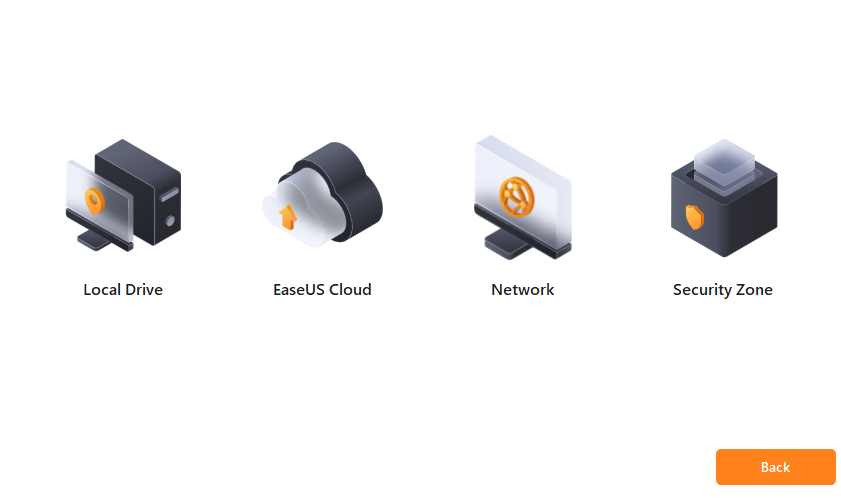 Local Drive
EaseUS Cloud
Network
Security Zone
Back